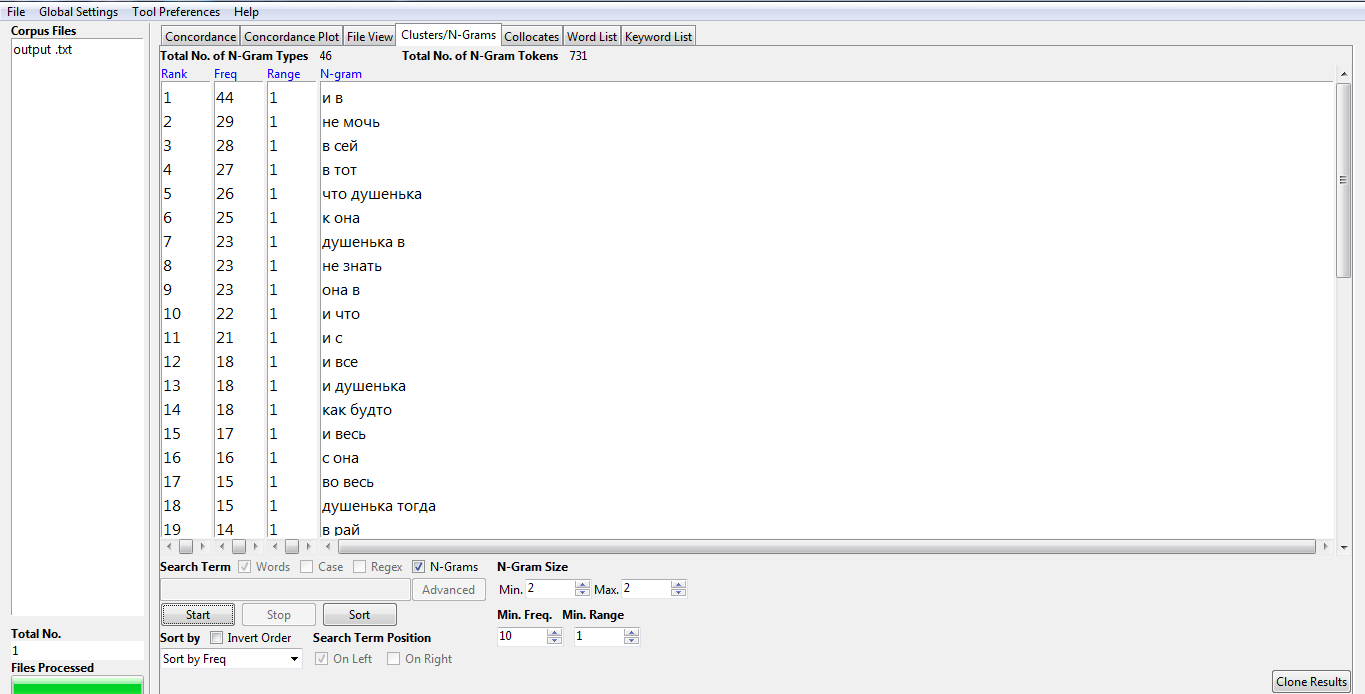 File Global Settings Tool Preferences Help
Corpus Files
output .txt
Concordance Concordance Plot File View Clusters/N-Grams Collocates Word List Keyword List
Total No. of N-Gram Types 46 Total No. of N-Gram Tokens 731
Rank Freq Range N-gram
1 44 1 и в
2 29 1 не мочь
3 28 1 в сей
4 27 1 в тот
5 26 1 что душенька
6 25 1 к она
7 23 1 душенька в
8 23 1 не знать
9 23 1 она в
10 22 1 и что
11 21 1 и с
12 18 1 и все
13 18 1 и душенька
14 18 1 как будто
15 17 1 и весь
16 16 1 с она
17 15 1 во весь
18 15 1 душенька тогда
19 14 1 в рай
Search Term Words Case Regex N-Grams N-Gram Size
Advanced Min. 2 Max. 2
Start Stop Sort Min. Freq. Min. Range
Total No.
1
Files Processed
Sort by Invert Order Search Term Position 10 1
Sort by Freq On Left On Right
Clone Results